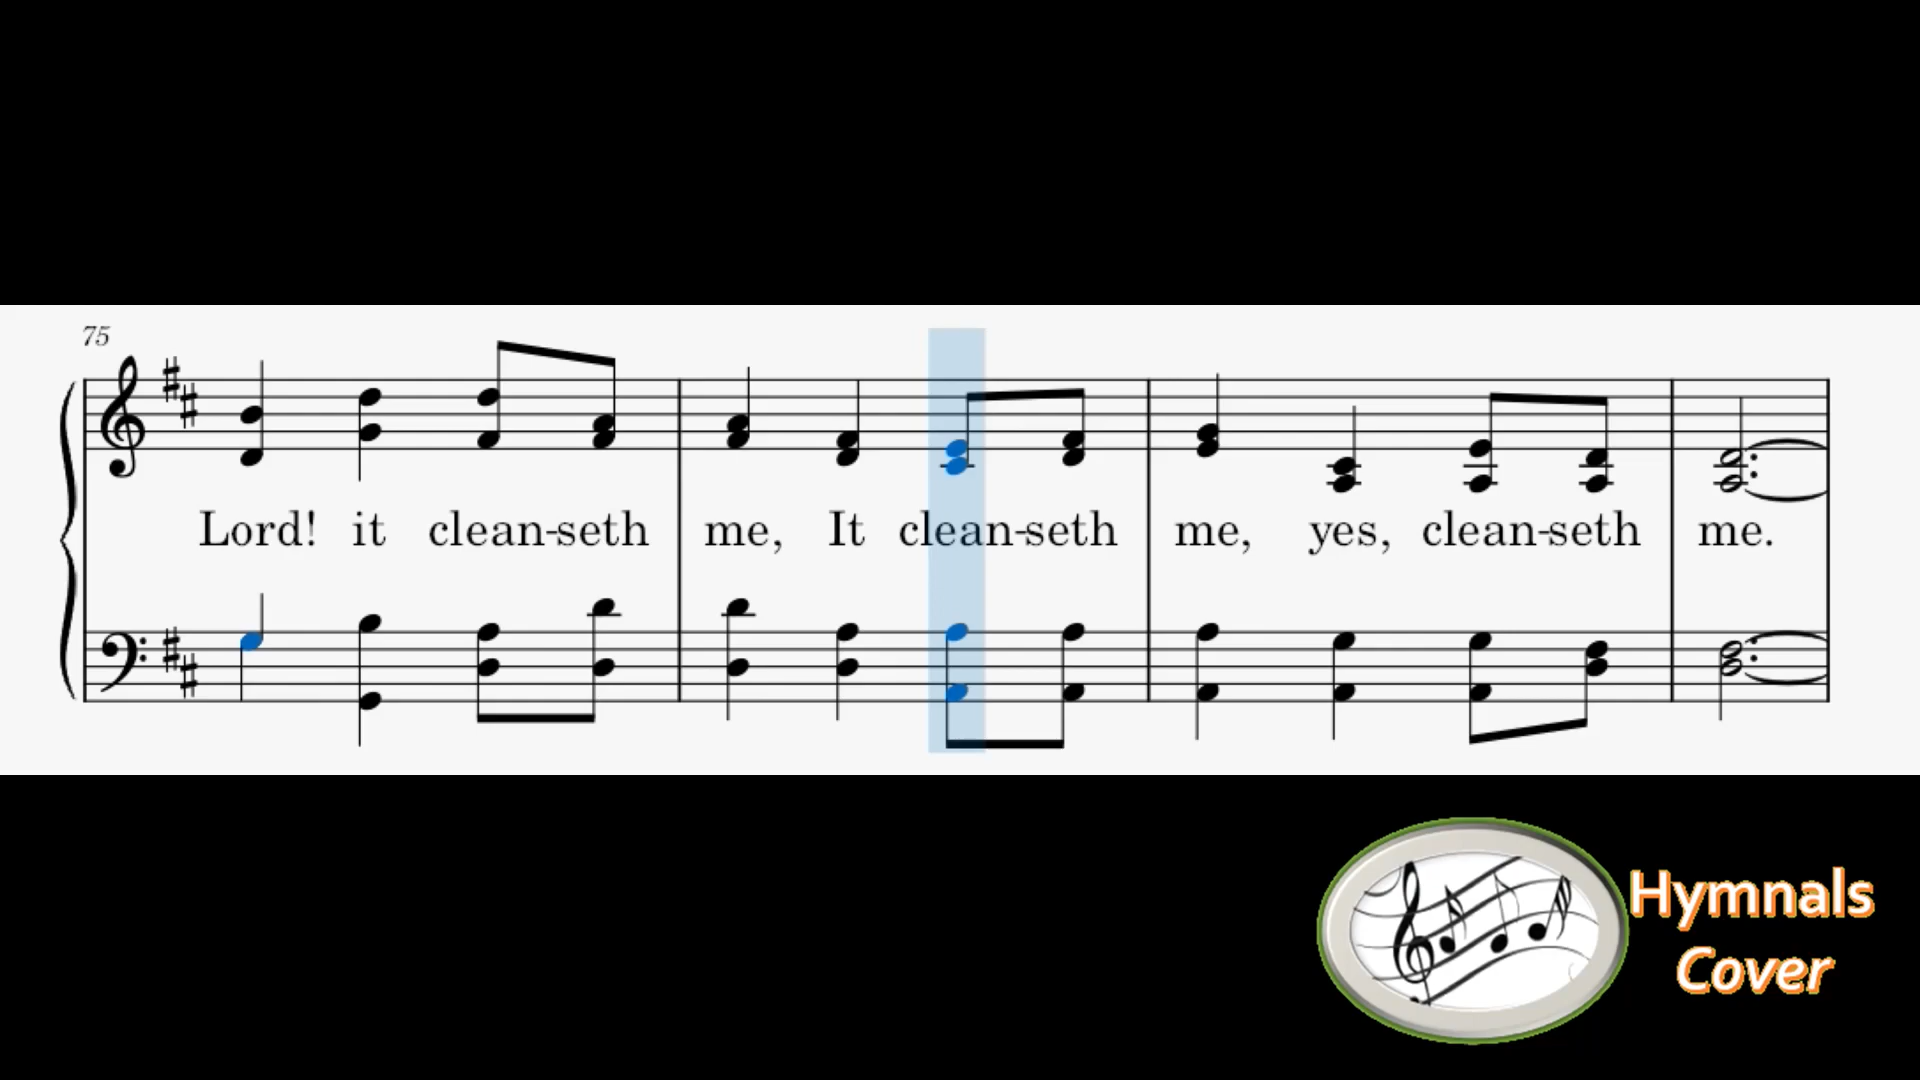 75
Lord! it clean-seth me, It clean-seth me, yes, clean-seth me.
Hymnals
Cover